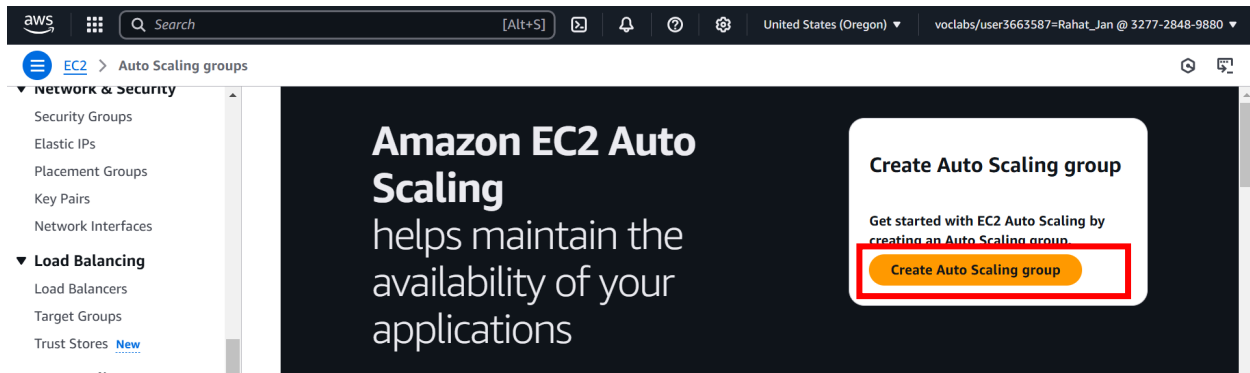 aws
Search
[Alt+S]
United States (Oregon)
voclabs/user3663587=Rahat_Jan @ 3277-2848-9880
EC2 > Auto Scaling groups
Network & Security
Security Groups
Elastic IPs
Placement Groups
Key Pairs
Network Interfaces
Load Balancing
Load Balancers
Target Groups
Trust Stores New
Amazon EC2 Auto
Scaling
helps maintain the
availability of your
applications
Create Auto Scaling group
Get started with EC2 Auto Scaling by
creating an Auto Scaling group.
Create Auto Scaling group